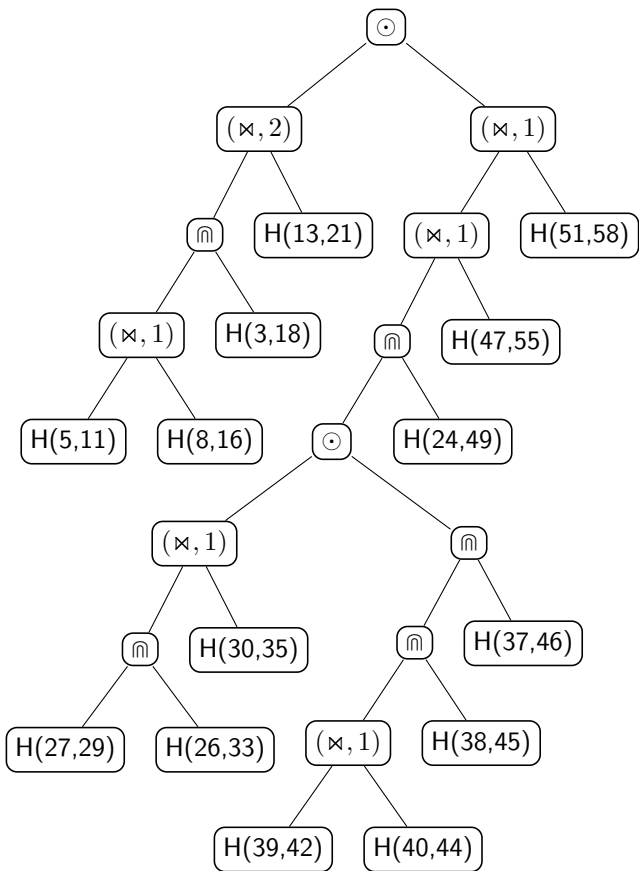 ⊙
(⋈, 2) (⋈, 1)
⋒ H(13,21) (⋈, 1) H(51,58)
(⋈, 1) H(3,18) ⋒ H(47,55)
H(5,11) H(8,16) ⊙ H(24,49)
(⋈, 1) ⋒
⋒ H(30,35) ⋒ H(37,46)
H(27,29) H(26,33) (⋈, 1) H(38,45)
H(39,42) H(40,44)